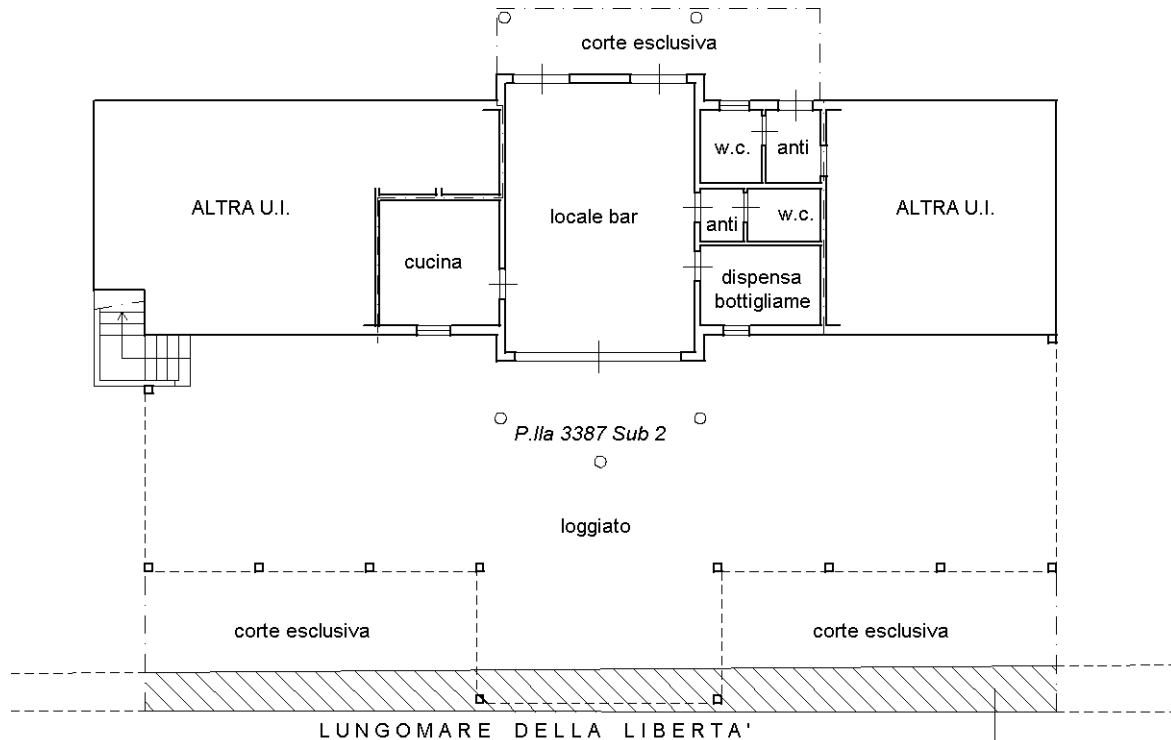 corte esclusiva
w.c.
anti
ALTRA U.I.
locale bar
anti
w.c.
ALTRA U.I.
cucina
dispensa
bottigliame
P.lla 3387 Sub 2
loggiato
corte esclusiva
corte esclusiva
LUNGOMARE DELLA LIBERTA'